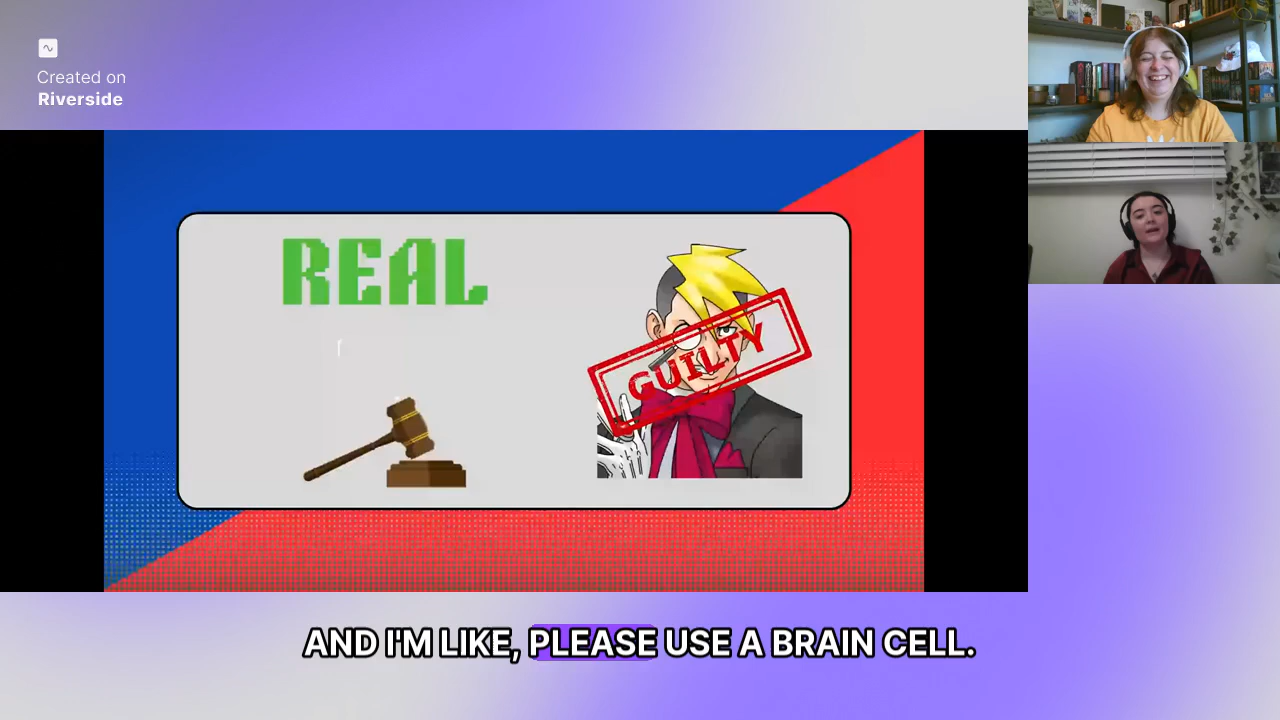 Created on
Riverside
REAL
GUILTY
AND I'M LIKE, PLEASE USE A BRAIN CELL.